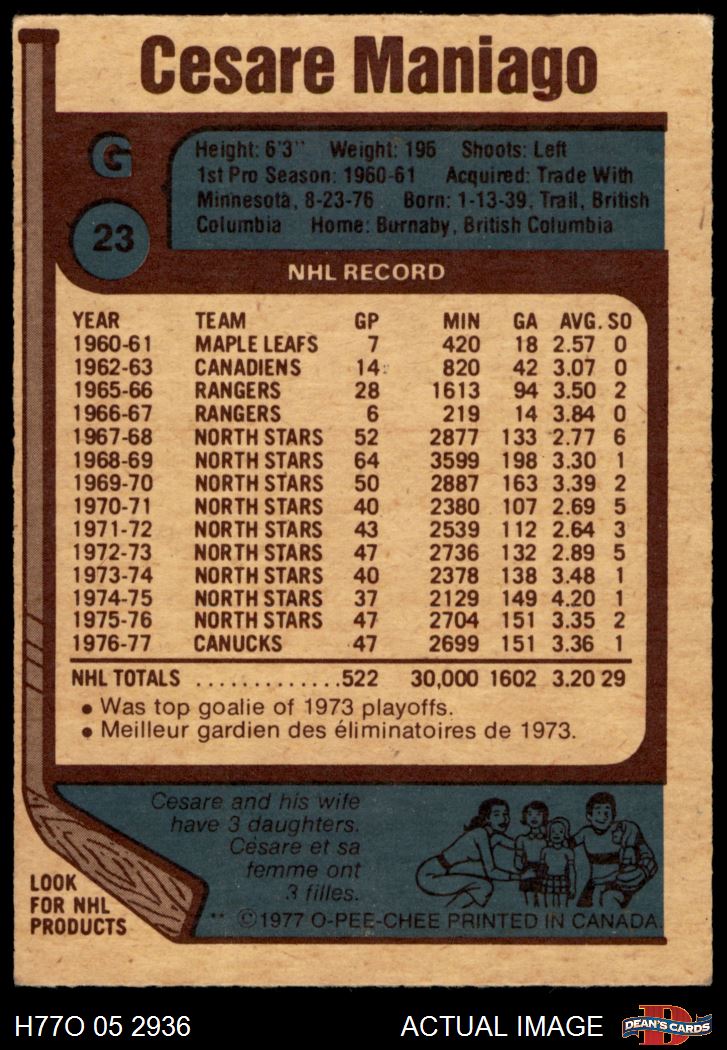 Cesare Maniago
G
23
Height: 6'3" Weight: 196 Shoots: Left
1st Pro Season: 1960-61 Acquired: Trade With
Minnesota, 8-23-76 Born: 1-13-39, Trail, British
Columbia Home: Burnaby, British Columbia
NHL RECORD
YEAR TEAM GP MIN GA AVG. SO
1960-61 MAPLE LEAFS 7 420 18 2.57 0
1962-63 CANADIENS 14 820 42 3.07 0
1965-66 RANGERS 28 1613 94 3.50 2
1966-67 RANGERS 6 219 14 3.84 0
1967-68 NORTH STARS 52 2877 133 2.77 6
1968-69 NORTH STARS 64 3599 198 3.30 1
1969-70 NORTH STARS 50 2887 163 3.39 2
1970-71 NORTH STARS 40 2380 107 2.69 5
1971-72 NORTH STARS 43 2539 112 2.64 3
1972-73 NORTH STARS 47 2736 132 2.89 5
1973-74 NORTH STARS 40 2378 138 3.48 1
1974-75 NORTH STARS 37 2129 149 4.20 1
1975-76 NORTH STARS 47 2704 151 3.35 2
1976-77 CANUCKS 47 2699 151 3.36 1
NHL TOTALS .............522 30,000 1602 3.20 29
• Was top goalie of 1973 playoffs.
• Meilleur gardien des éliminatoires de 1973.
Cesare and his wife
have 3 daughters.
Césare et sa
femme ont
3 filles.
LOOK
FOR NHL
PRODUCTS
** ©1977 O-PEE-CHEE PRINTED IN CANADA
H77O 05 2936 ACTUAL IMAGE
D
DEAN'S CARDS